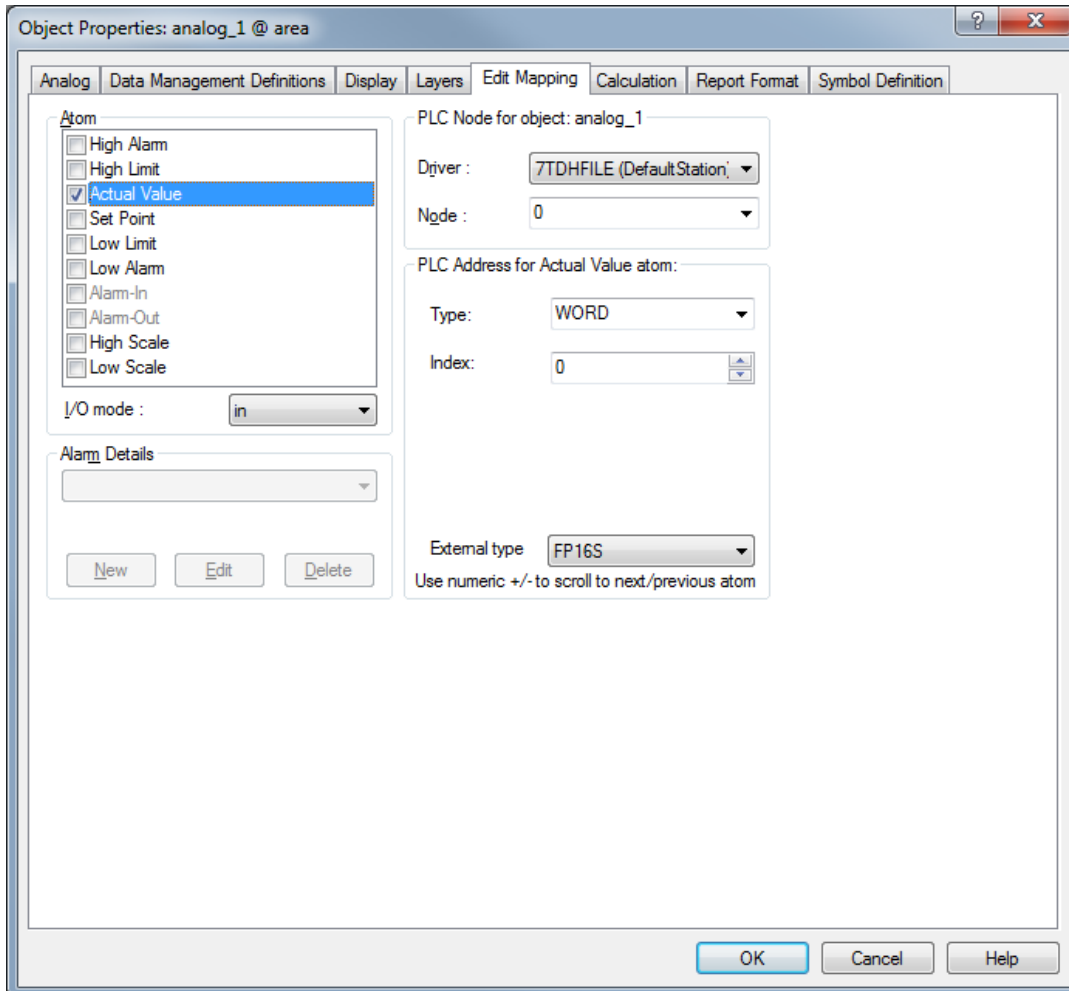 Object Properties: analog_1 @ area
?
X
Analog Data Management Definitions Display Layers Edit Mapping Calculation Report Format Symbol Definition
Atom
High Alarm
High Limit
Actual Value
Set Point
Low Limit
Low Alarm
Alarm-In
Alarm-Out
High Scale
Low Scale
I/O mode : in
Alarm Details
New Edit Delete
PLC Node for object: analog_1
Driver : 7TDHFILE (DefaultStation)
Node : 0
PLC Address for Actual Value atom:
Type: WORD
Index: 0
External type FP16S
Use numeric +/- to scroll to next/previous atom
OK Cancel Help